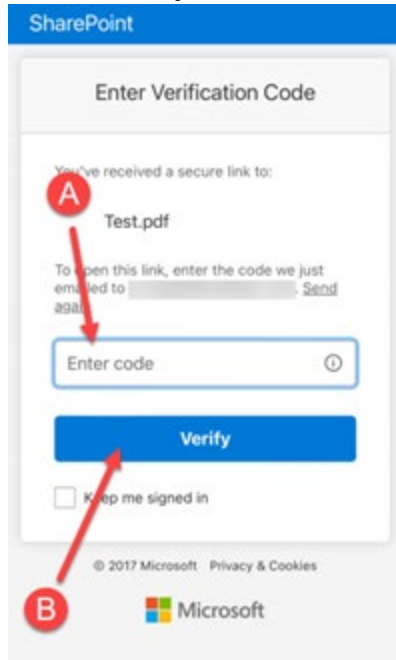 SharePoint
Enter Verification Code
You've received a secure link to:
A
Test.pdf
To open this link, enter the code we just
emailed to . Send
again
Enter code
Verify
Keep me signed in
© 2017 Microsoft Privacy & Cookies
B
Microsoft